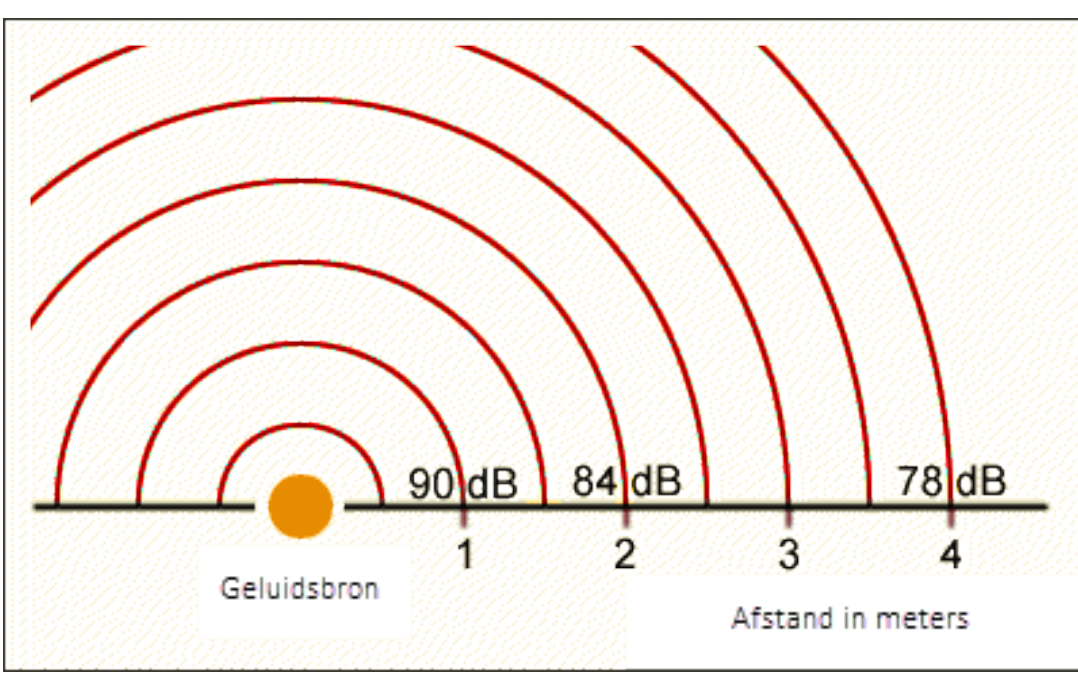 90 dB 84 dB 78 dB
1 2 3 4
Geluidsbron
Afstand in meters